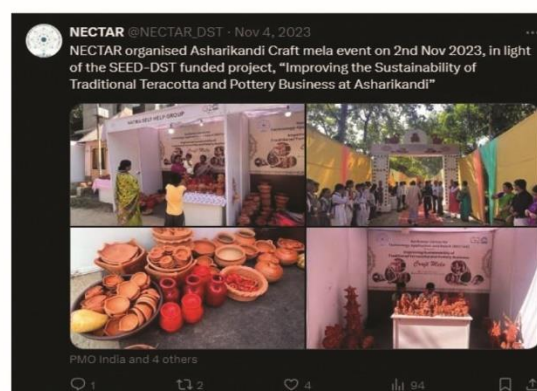 NECTAR @NECTAR_DST · Nov 4, 2023
NECTAR organised Asharikandi Craft mela event on 2nd Nov 2023, in light
of the SEED-DST funded project, “Improving the Sustainability of
Traditional Teracotta and Pottery Business at Asharikandi”
SELF HELP GROUP
Craft Mela
Craft Mela
PMO India and 4 others
1 2 4 94